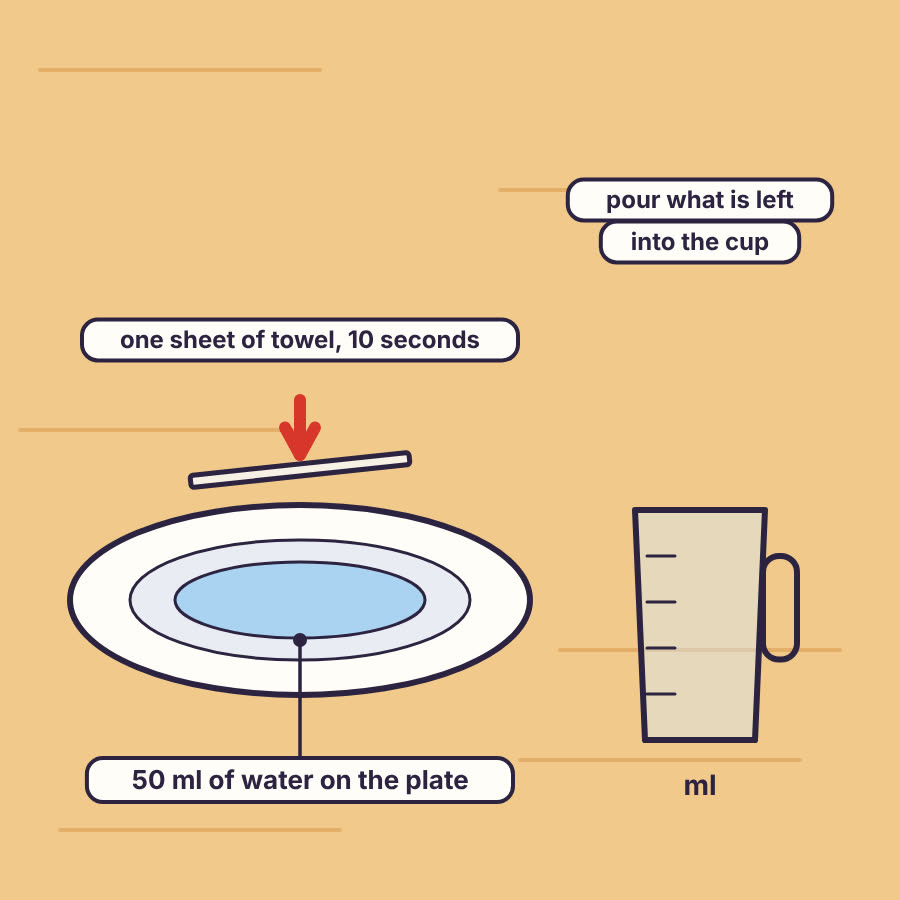 pour what is left
into the cup
one sheet of towel, 10 seconds
50 ml of water on the plate
ml